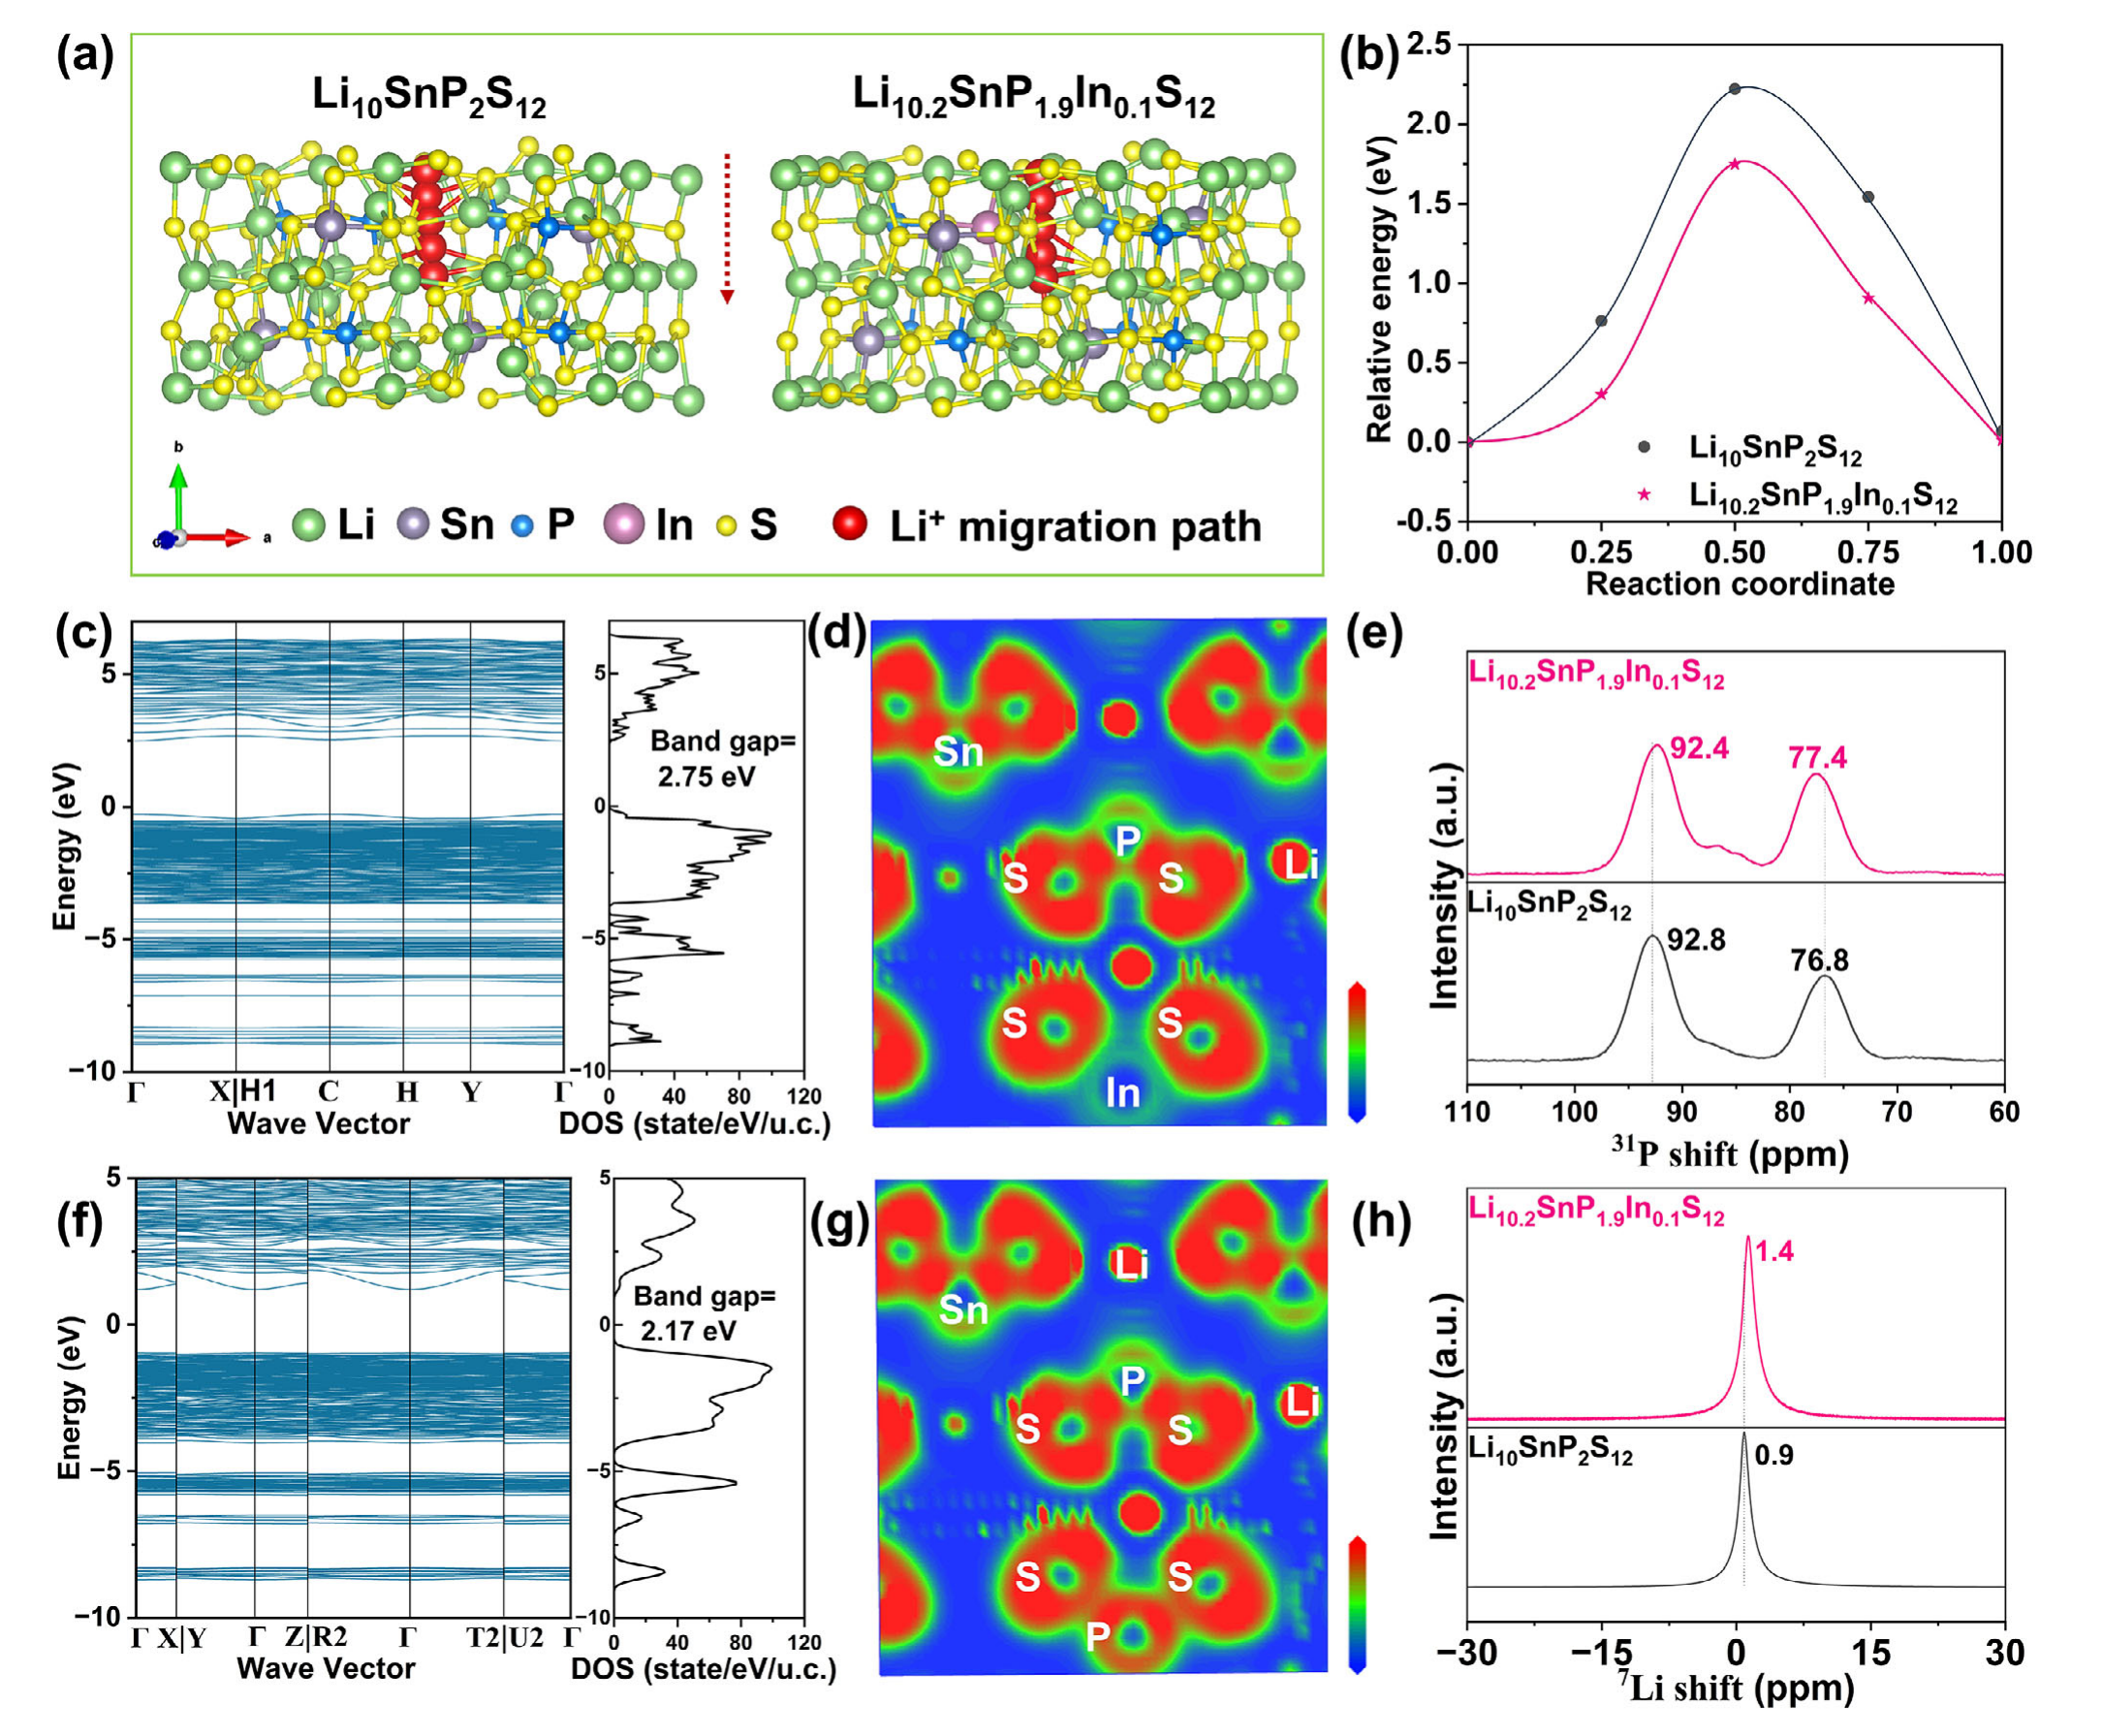 (a)
Li₁₀SnP₂S₁₂
Li₁₀.₂SnP₁.₉In₀.₁S₁₂
b
a
c
Li
Sn
P
In
S
Li⁺ migration path
(b)
Relative energy (eV)
2.5
2.0
1.5
1.0
0.5
0.0
-0.5
Li₁₀SnP₂S₁₂
Li₁₀.₂SnP₁.₉In₀.₁S₁₂
0.00 0.25 0.50 0.75 1.00
Reaction coordinate
(c)
Energy (eV)
5
0
−5
−10
Γ X|H1 C H Y Γ
Wave Vector
5
0
−5
−10
Band gap=
2.75 eV
0 40 80 120
DOS (state/eV/u.c.)
(d)
Sn
P
S
S
Li
S
S
In
(e)
Intensity (a.u.)
Li₁₀.₂SnP₁.₉In₀.₁S₁₂
92.4
77.4
Li₁₀SnP₂S₁₂
92.8
76.8
110 100 90 80 70 60
³¹P shift (ppm)
(f)
Energy (eV)
5
0
−5
−10
Γ X|Y Γ Z|R2 Γ T2|U2 Γ
Wave Vector
5
0
−5
−10
Band gap=
2.17 eV
0 40 80 120
DOS (state/eV/u.c.)
(g)
Li
Sn
P
Li
S
S
S
S
P
(h)
Intensity (a.u.)
Li₁₀.₂SnP₁.₉In₀.₁S₁₂
1.4
Li₁₀SnP₂S₁₂
0.9
−30 −15 0 15 30
⁷Li shift (ppm)